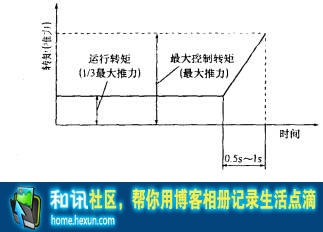 转矩(推力)
运行转矩
(1/3最大推力)
最大控制转矩
(最大推力)
时间
0.5s～1s
和讯社区，帮你用博客相册记录生活点滴
home.hexun.com